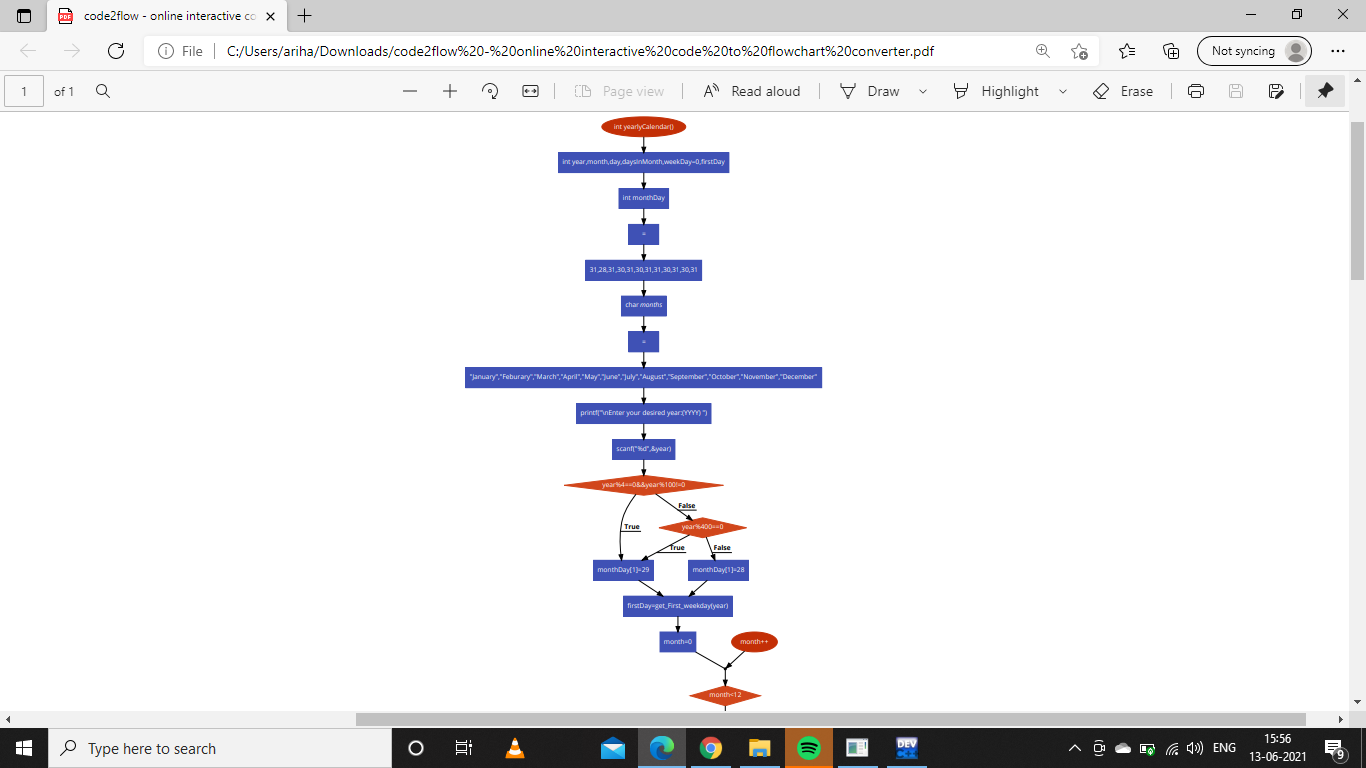 code2flow - online interactive co
File
C:/Users/ariha/Downloads/code2flow%20-%20online%20interactive%20code%20to%20flowchart%20converter.pdf
Not syncing
1 of 1
Page view
Read aloud
Draw
Highlight
Erase
int yearlyCalendar()
int year,month,day,daysInMonth,weekDay=0,firstDay
int monthDay
=
31,28,31,30,31,30,31,31,30,31,30,31
char months
=
"January","Feburary","March","April","May","June","July","August","September","October","November","December"
printf("\nEnter your desired year:(YYYY) ")
scanf("%d",&year)
year%4==0&&year%100!=0
False
True
year%400==0
True
False
monthDay[1]=29
monthDay[1]=28
firstDay=get_First_weekday(year)
month=0
month++
month<12
Type here to search
DEV
ENG
15:56
13-06-2021
9